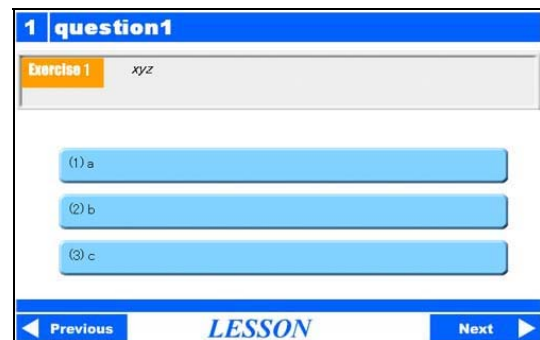 1 question1
Exercise 1 xyz
(1) a
(2) b
(3) c
Previous LESSON Next